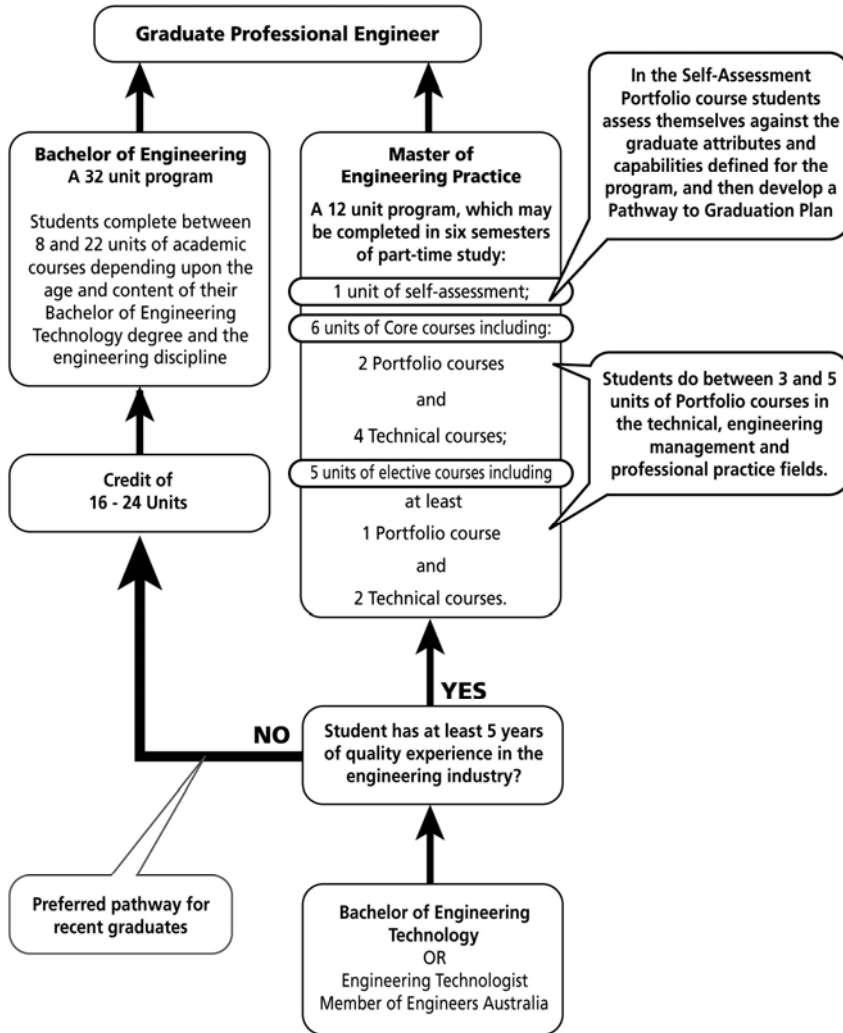 Graduate Professional Engineer
Bachelor of Engineering
A 32 unit program
Students complete between
8 and 22 units of academic
courses depending upon the
age and content of their
Bachelor of Engineering
Technology degree and the
engineering discipline
Credit of
16 - 24 Units
Master of
Engineering Practice
A 12 unit program, which may
be completed in six semesters
of part-time study:
1 unit of self-assessment;
6 units of Core courses including:
2 Portfolio courses
and
4 Technical courses;
5 units of elective courses including
at least
1 Portfolio course
and
2 Technical courses.
In the Self-Assessment
Portfolio course students
assess themselves against the
graduate attributes and
capabilities defined for the
program, and then develop a
Pathway to Graduation Plan
Students do between 3 and 5
units of Portfolio courses in
the technical, engineering
management and
professional practice fields.
YES
NO
Student has at least 5 years
of quality experience in the
engineering industry?
Preferred pathway for
recent graduates
Bachelor of Engineering
Technology
OR
Engineering Technologist
Member of Engineers Australia